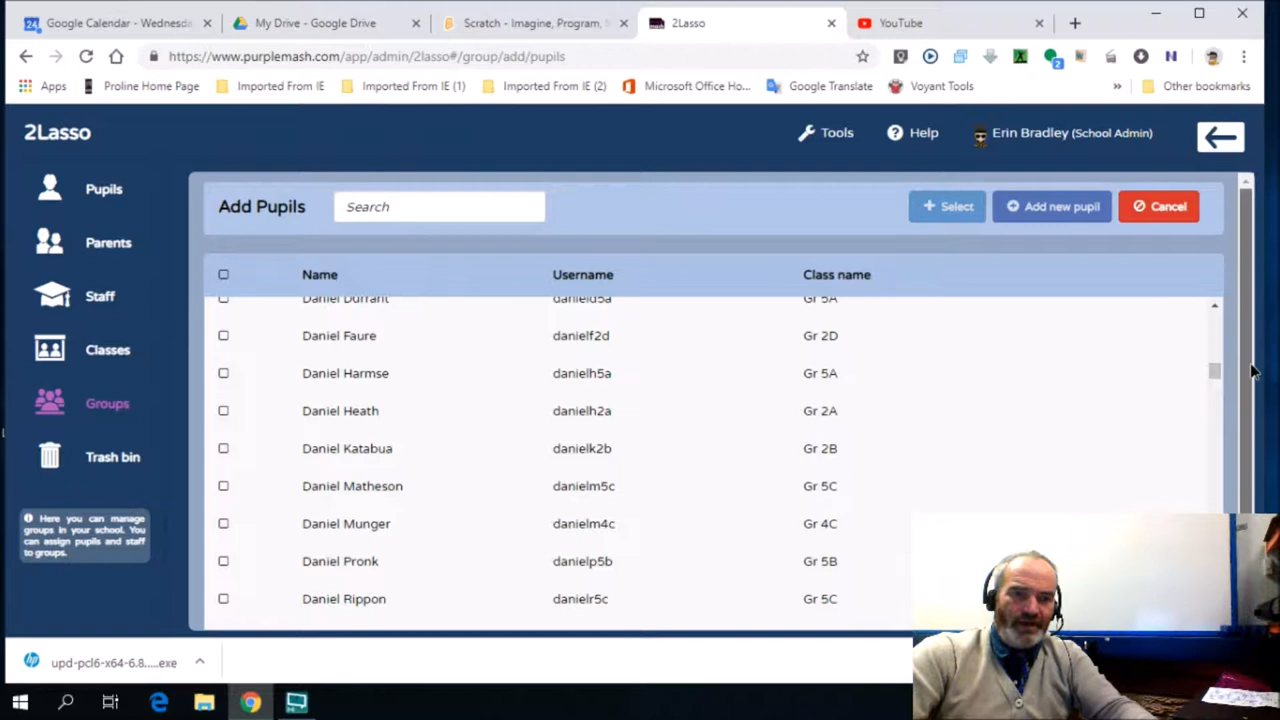 Google Calendar - Wednesda
My Drive - Google Drive
Scratch - Imagine, Program,
2Lasso
YouTube
https://www.purplemash.com/app/admin/2lasso#/group/add/pupils
Apps
Proline Home Page
Imported From IE
Imported From IE (1)
Imported From IE (2)
Microsoft Office Ho...
Google Translate
Voyant Tools
»
Other bookmarks
2Lasso
Tools
Help
Erin Bradley (School Admin)
Pupils
Parents
Staff
Classes
Groups
Trash bin
Here you can manage
groups in your school. You
can assign pupils and staff
to groups.
Add Pupils
Search
+ Select
Add new pupil
Cancel
Name Username Class name
Daniel Durrant danield5a Gr 5A
Daniel Faure danielf2d Gr 2D
Daniel Harmse danielh5a Gr 5A
Daniel Heath danielh2a Gr 2A
Daniel Katabua danielk2b Gr 2B
Daniel Matheson danielm5c Gr 5C
Daniel Munger danielm4c Gr 4C
Daniel Pronk danielp5b Gr 5B
Daniel Rippon danielr5c Gr 5C
upd-pcl6-x64-6.8.....exe